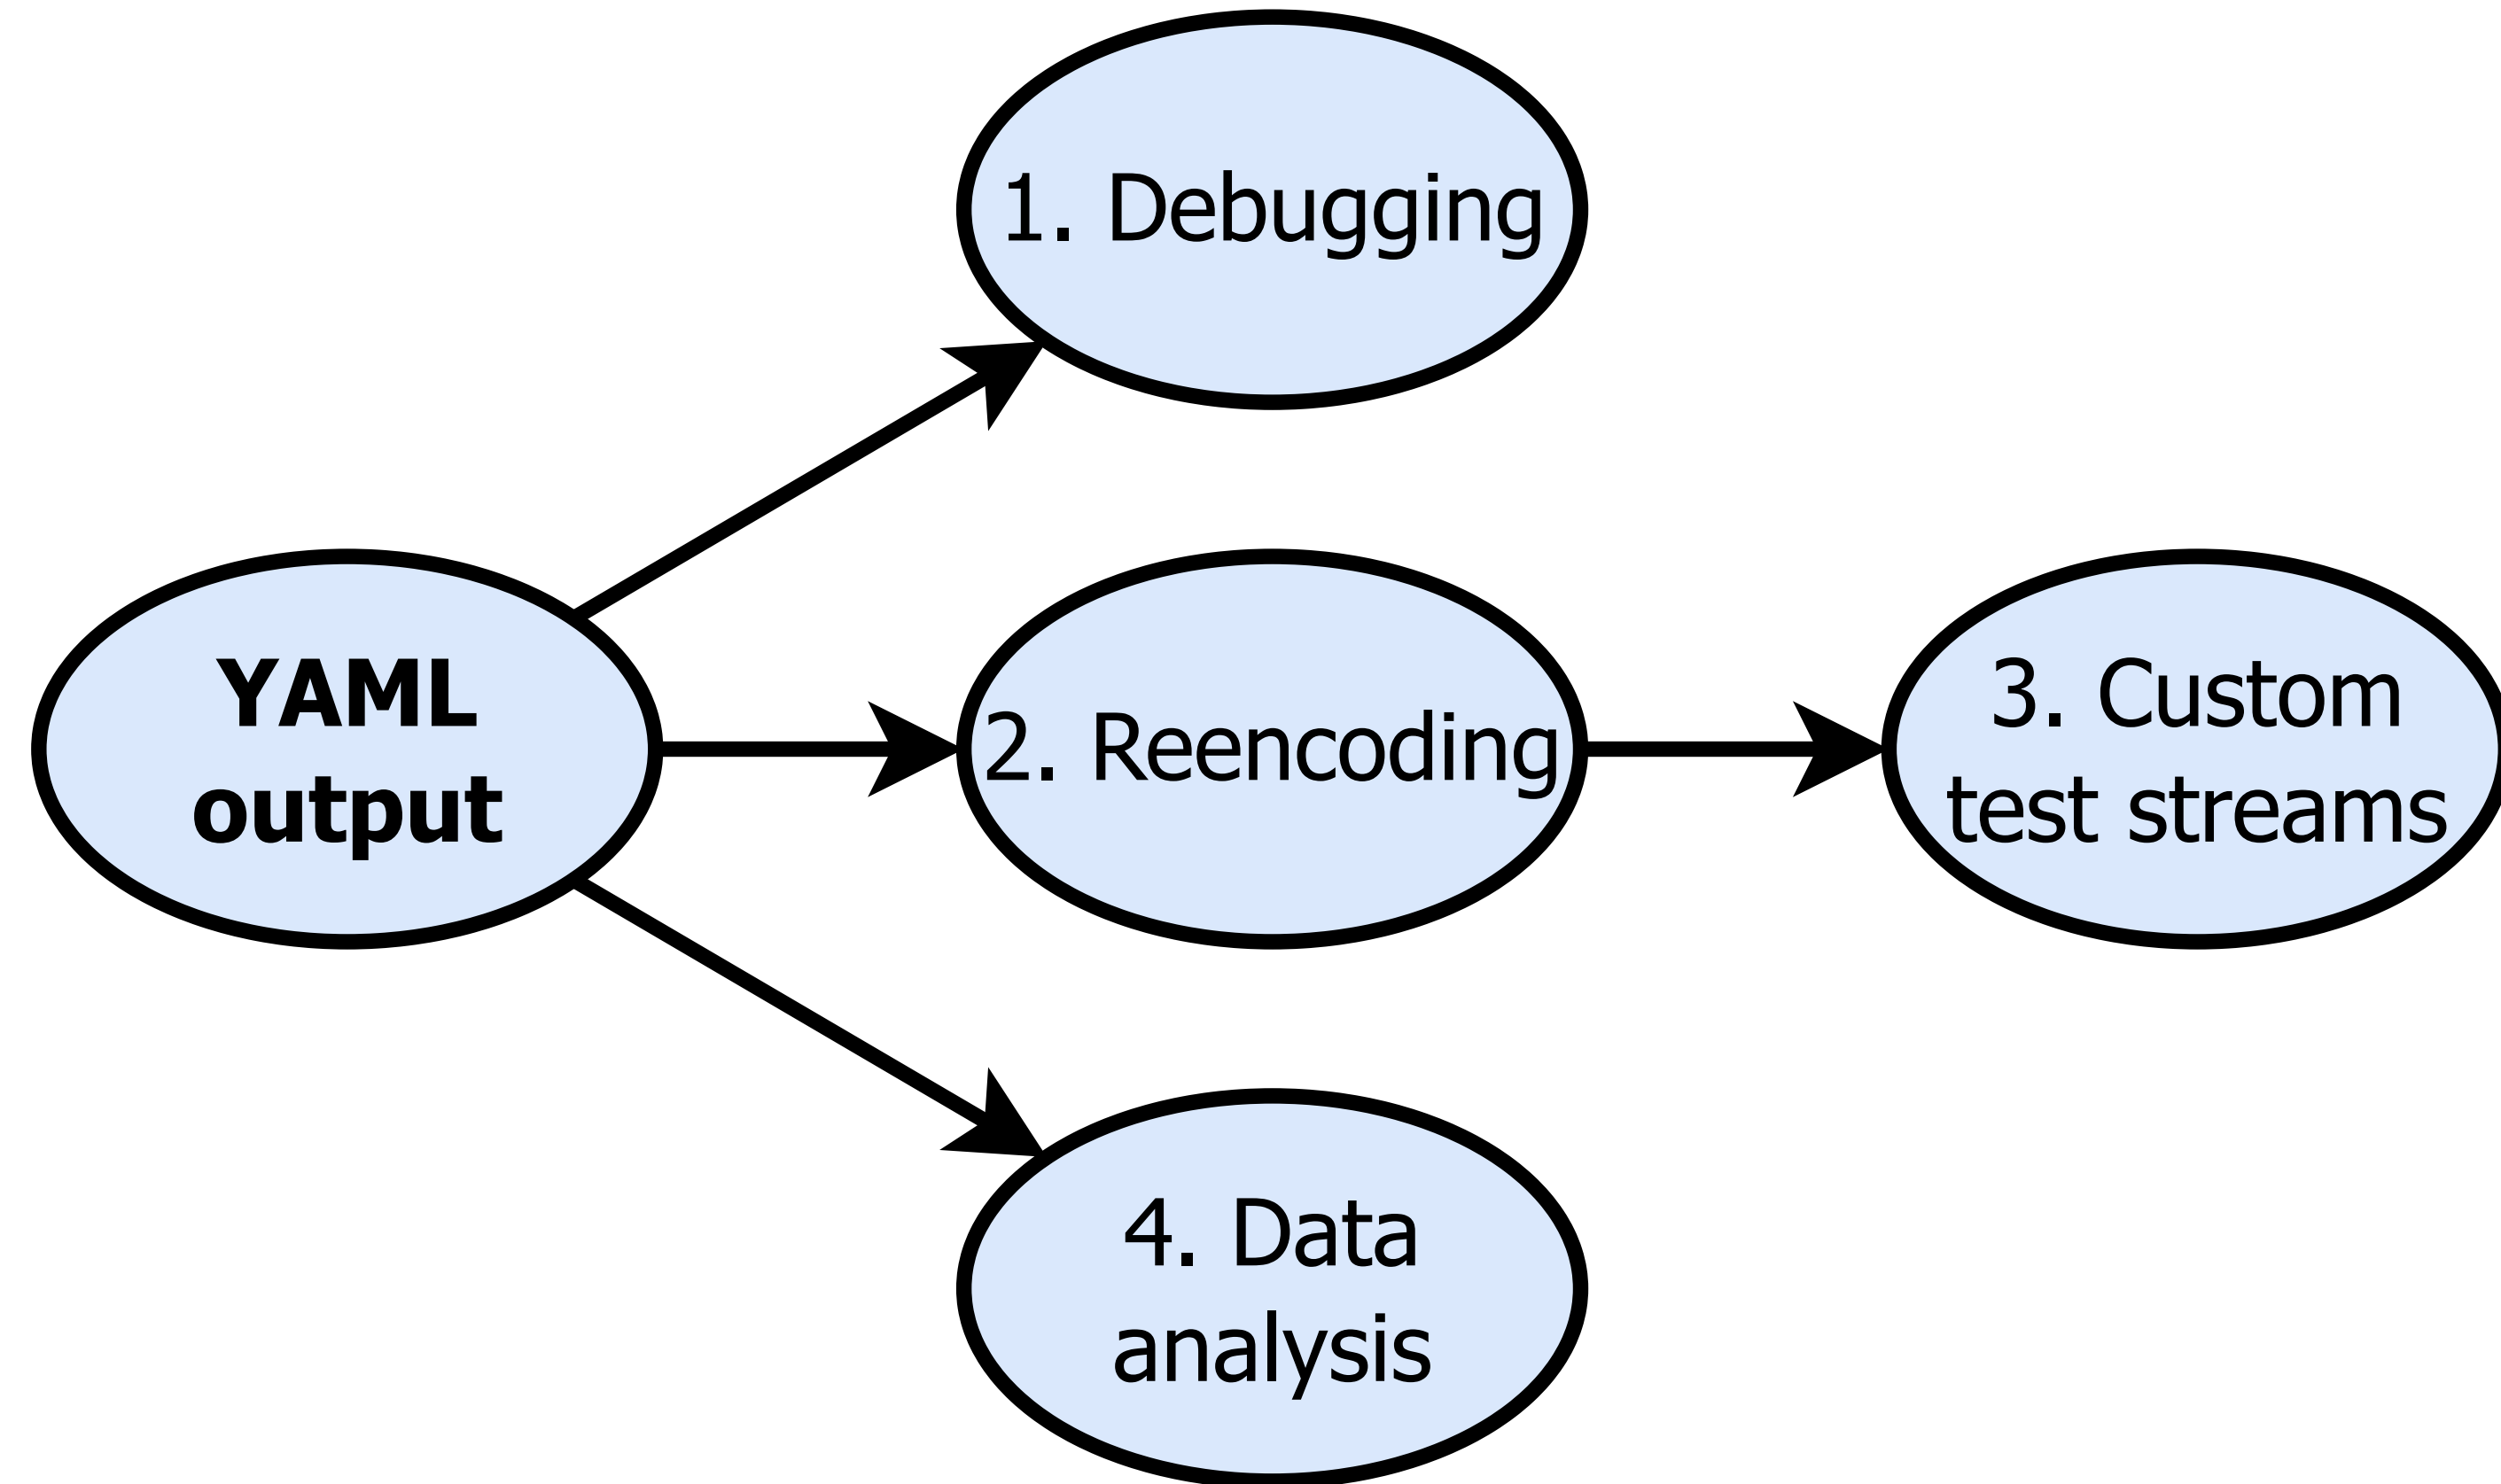 1. Debugging
YAML
output
2. Reencoding
3. Custom
test streams
4. Data
analysis